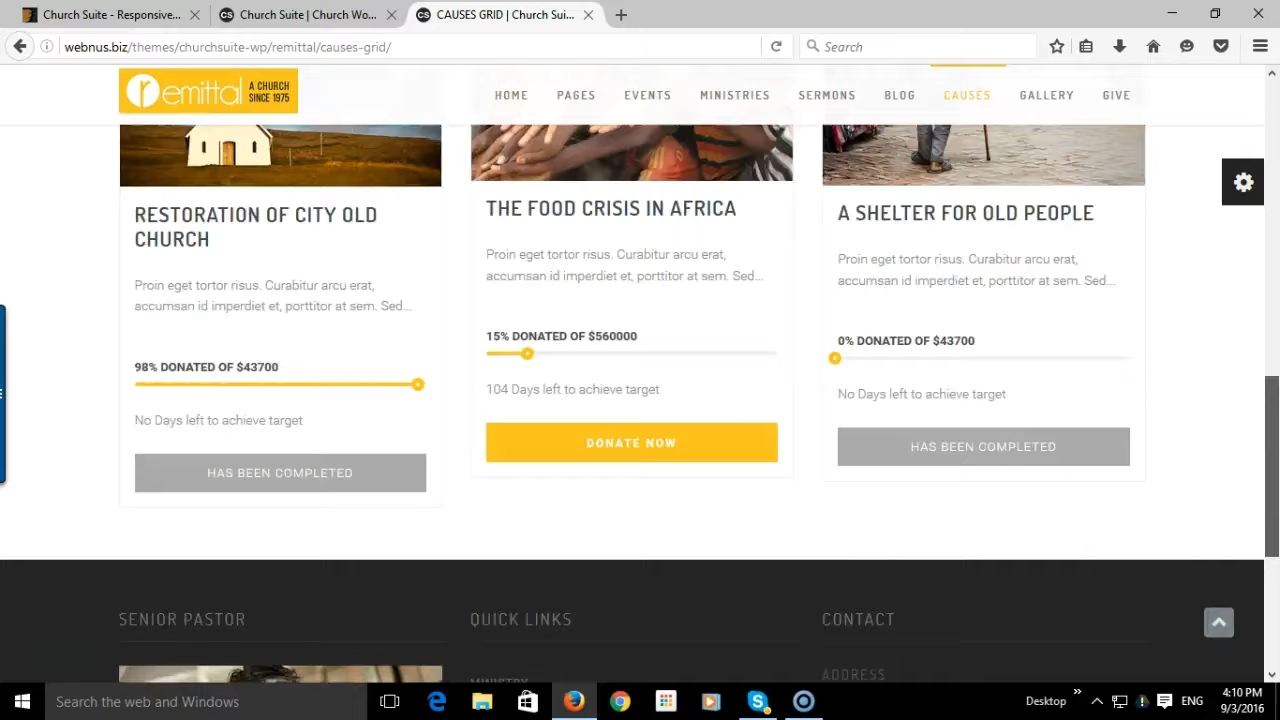 Church Suite - Response...
Church Suite | Church Wo...
CAUSES GRID | Church Sui...
webnus.biz/themes/churchsuite-wp/remittal/causes-grid/
Search
remittal
A CHURCH
SINCE 1975
HOME PAGES EVENTS MINISTRIES SERMONS BLOG CAUSES GALLERY GIVE
RESTORATION OF CITY OLD
CHURCH
Proin eget tortor risus. Curabitur arcu erat,
accumsan id imperdiet et, porttitor at sem. Sed...
98% DONATED OF $43700
No Days left to achieve target
HAS BEEN COMPLETED
THE FOOD CRISIS IN AFRICA
Proin eget tortor risus. Curabitur arcu erat,
accumsan id imperdiet et, porttitor at sem. Sed...
15% DONATED OF $560000
104 Days left to achieve target
DONATE NOW
A SHELTER FOR OLD PEOPLE
Proin eget tortor risus. Curabitur arcu erat,
accumsan id imperdiet et, porttitor at sem. Sed...
0% DONATED OF $43700
No Days left to achieve target
HAS BEEN COMPLETED
SENIOR PASTOR
QUICK LINKS
MINISTRY
CONTACT
ADDRESS
Search the web and Windows
Desktop
ENG
4:10 PM
9/3/2016